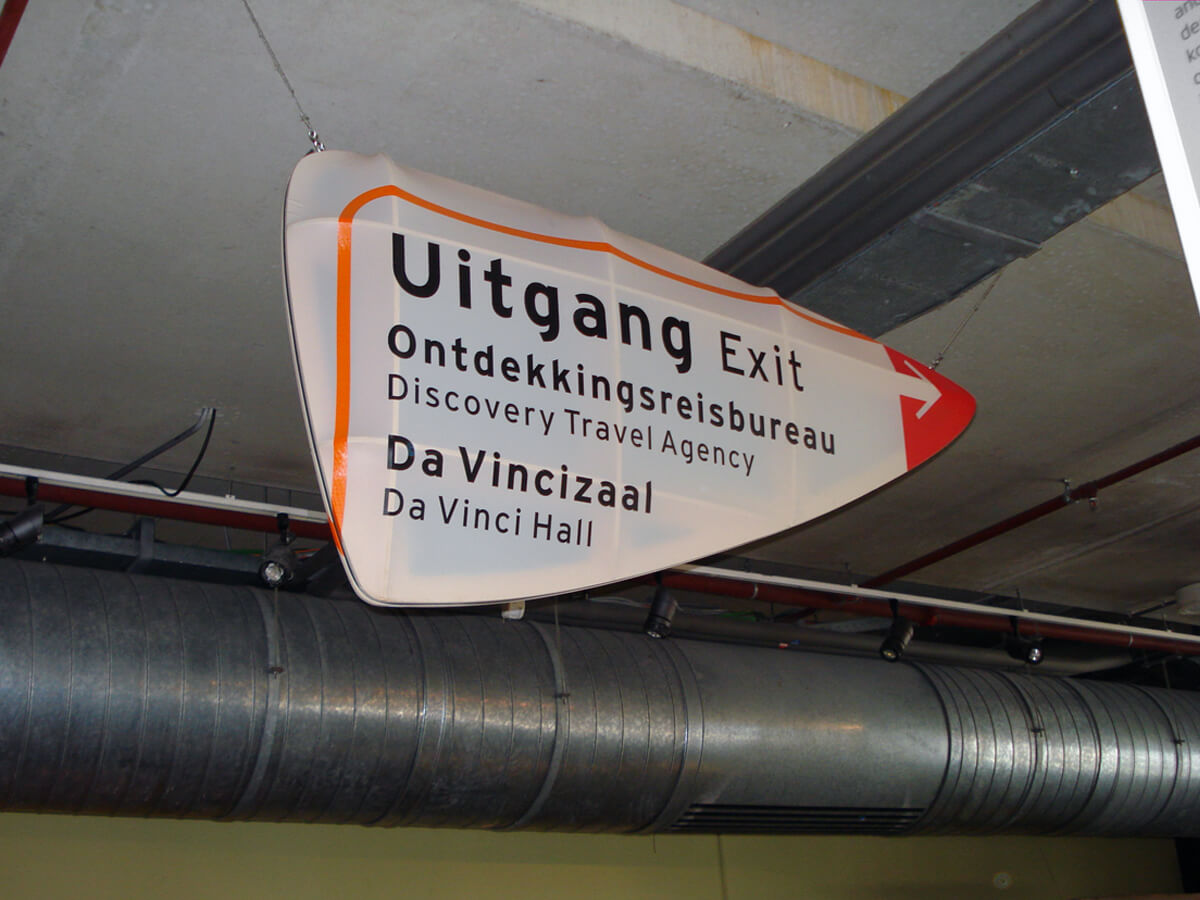 Uitgang Exit
Ontdekkingsreisbureau
Discovery Travel Agency
Da Vincizaal
Da Vinci Hall